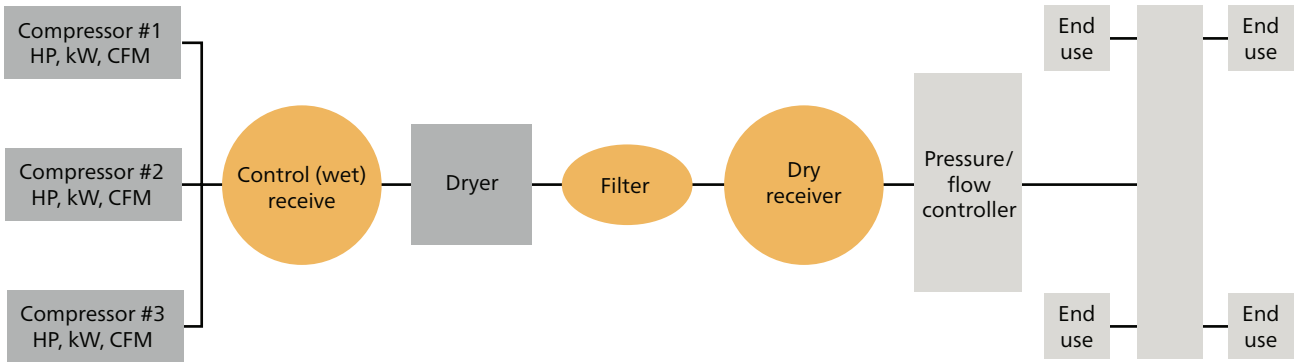 Compressor #1
HP, kW, CFM
Compressor #2
HP, kW, CFM
Compressor #3
HP, kW, CFM
Control (wet)
receive
Dryer
Filter
Dry
receiver
Pressure/
flow
controller
End
use
End
use
End
use
End
use